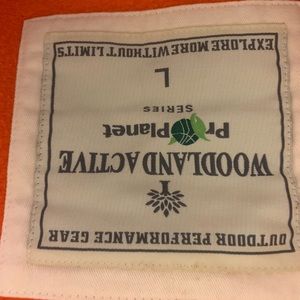 OUTDOOR PERFORMANCE GEAR
WOODLAND ACTIVE
Pro Planet
SERIES
L
EXPLORE MORE WITHOUT LIMITS